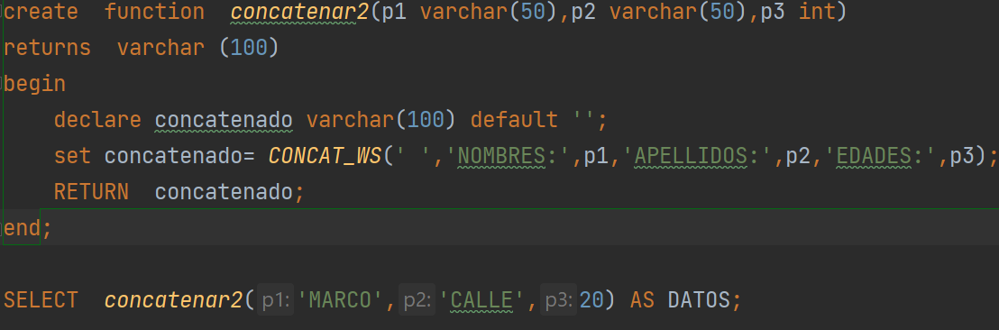 create  function  concatenar2(p1 varchar(50),p2 varchar(50),p3 int)
returns  varchar (100)
begin
    declare concatenado varchar(100) default '';
    set concatenado= CONCAT_WS(' ','NOMBRES:',p1,'APELLIDOS:',p2,'EDADES:',p3);
    RETURN  concatenado;
end;
SELECT  concatenar2( p1: 'MARCO', p2: 'CALLE', p3: 20) AS DATOS;